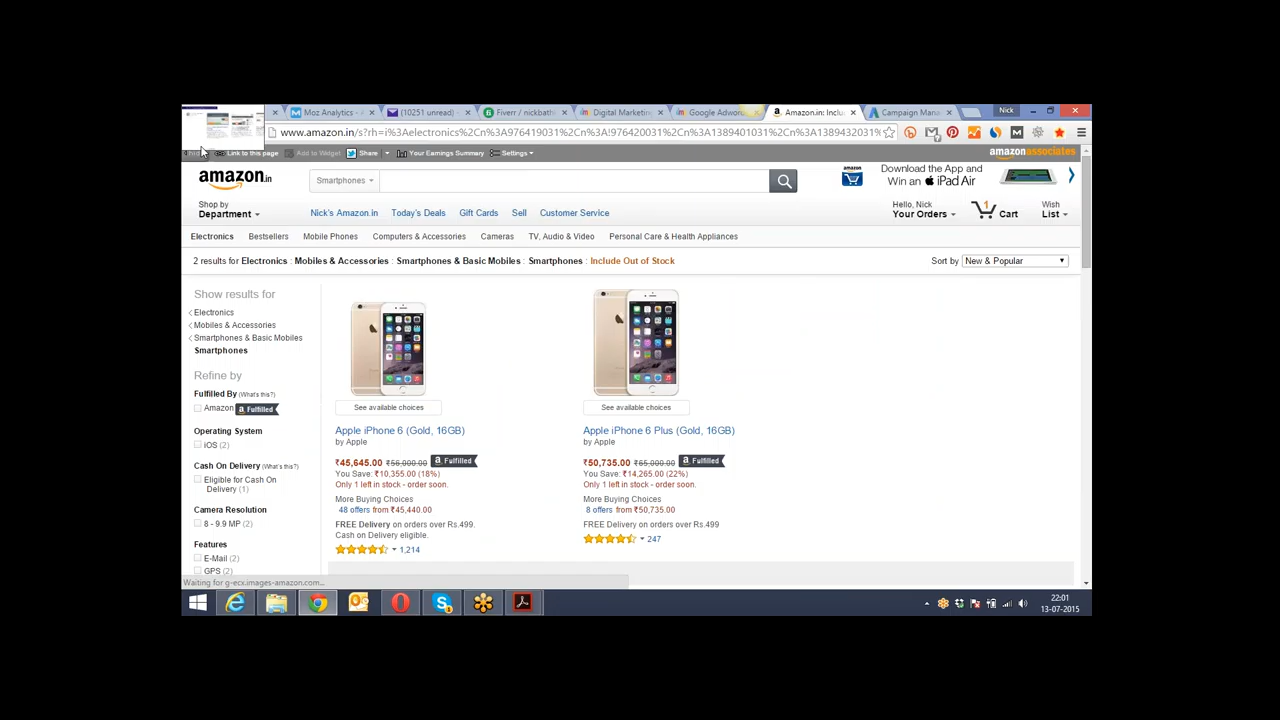 Moz Analytics - (10251 unread) - Fiverr / nickbath Digital Marketin Google Adword Amazon.in: Inclu Campaign Mana Nick
www.amazon.in/s?rh=i%3Aelectronics%2Cn%3A976419031%2Cn%3A976420031%2Cn%3A1389401031%2Cn%3A1389432031%2C
Link to this page Add to Widget Share Your Earnings Summary Settings amazonassociates
amazon.in Smartphones Download the App and
Win an iPad Air
Shop by
Department Nick's Amazon.in Today's Deals Gift Cards Sell Customer Service Hello, Nick
Your Orders 1 Cart Wish
List
Electronics Bestsellers Mobile Phones Computers & Accessories Cameras TV, Audio & Video Personal Care & Health Appliances
2 results for Electronics : Mobiles & Accessories : Smartphones & Basic Mobiles : Smartphones : Include Out of Stock Sort by New & Popular
Show results for
Electronics
Mobiles & Accessories
Smartphones & Basic Mobiles
Smartphones
Refine by
Fulfilled By (What's this?)
Amazon a Fulfilled
Operating System
iOS (2)
Cash On Delivery (What's this?)
Eligible for Cash On
Delivery (1)
Camera Resolution
8 - 9.9 MP (2)
Features
E-Mail (2)
GPS (2)
See available choices
Apple iPhone 6 (Gold, 16GB)
by Apple
₹45,645.00 ₹56,000.00 a Fulfilled
You Save: ₹10,355.00 (18%)
Only 1 left in stock - order soon.
More Buying Choices
48 offers from ₹45,440.00
FREE Delivery on orders over Rs.499.
Cash on Delivery eligible.
1,214
See available choices
Apple iPhone 6 Plus (Gold, 16GB)
by Apple
₹50,735.00 ₹65,000.00 a Fulfilled
You Save: ₹14,265.00 (22%)
Only 1 left in stock - order soon.
More Buying Choices
8 offers from ₹50,735.00
FREE Delivery on orders over Rs.499
247
Waiting for g-ecx.images-amazon.com...
22:01
13-07-2015